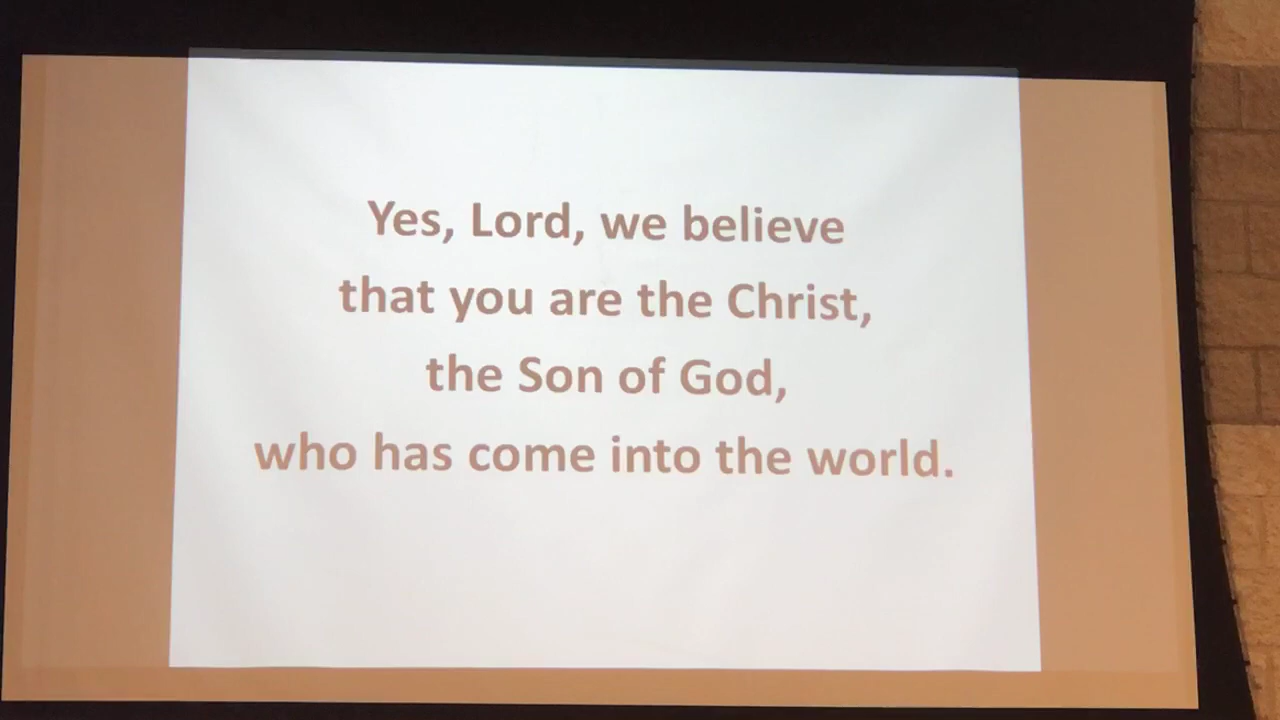 Yes, Lord, we believe
that you are the Christ,
the Son of God,
who has come into the world.